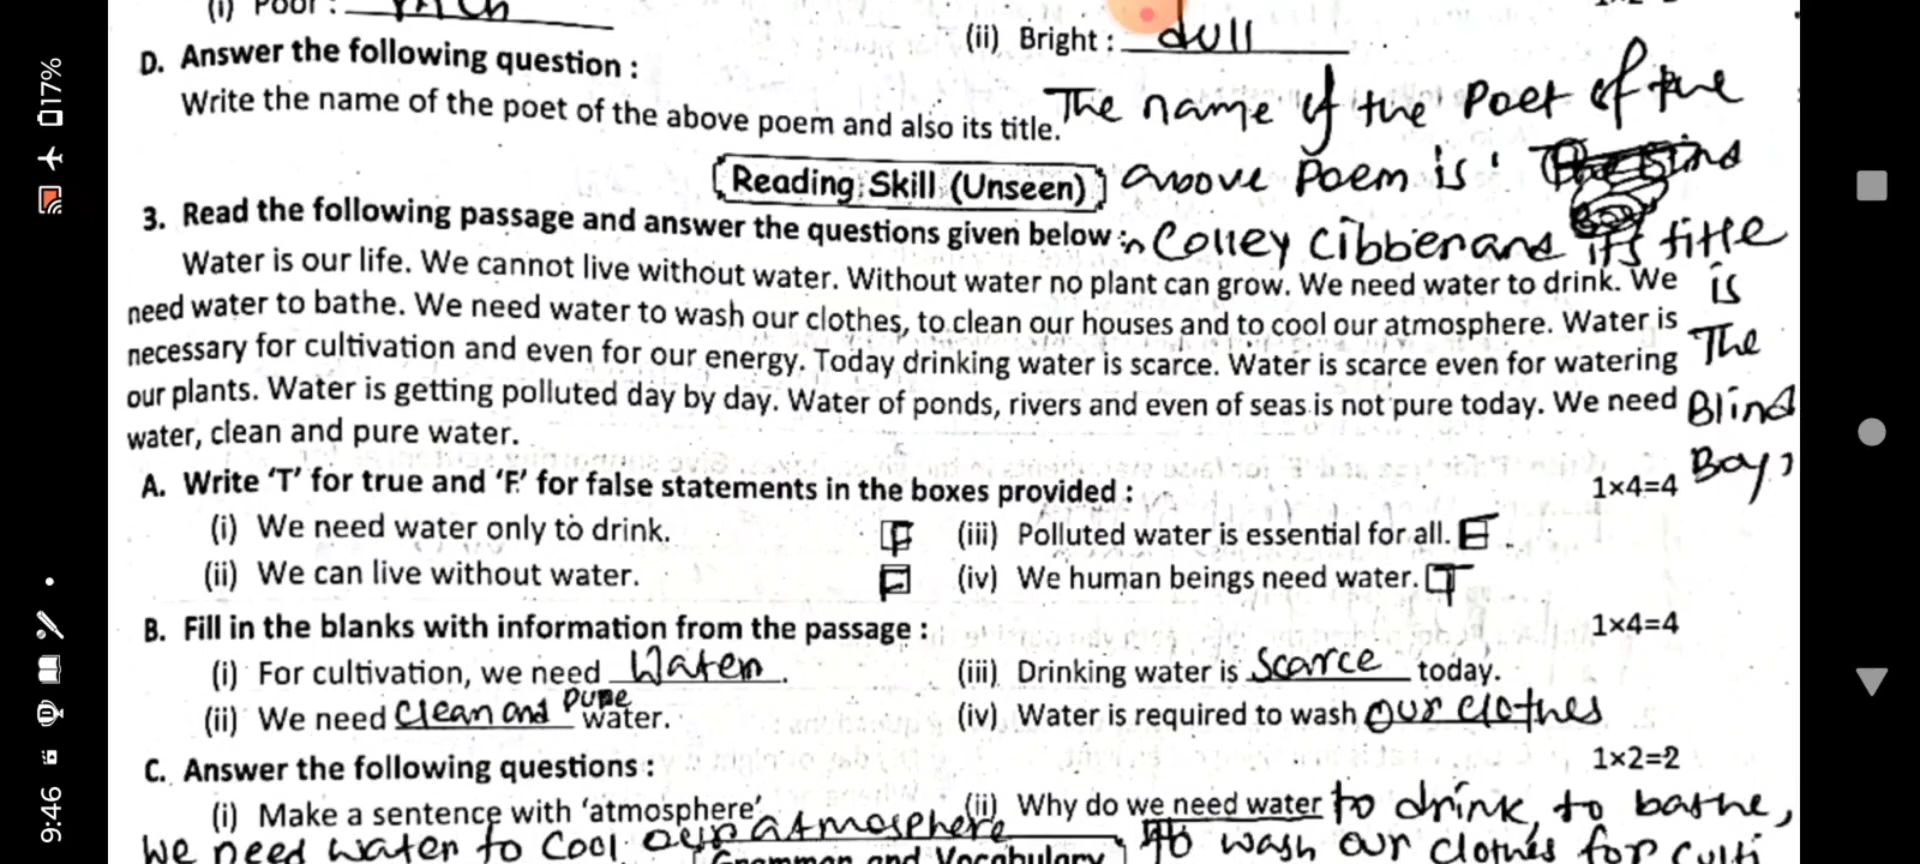 (i) Poor :
(ii) Bright : dull
D. Answer the following question :
Write the name of the poet of the above poem and also its title. The name of the Poet of the
above Poem is
Reading Skill (Unseen)
3. Read the following passage and answer the questions given below : Colley Cibber and its title
is
The
Blind
Boy
Water is our life. We cannot live without water. Without water no plant can grow. We need water to drink. We
need water to bathe. We need water to wash our clothes, to clean our houses and to cool our atmosphere. Water is
necessary for cultivation and even for our energy. Today drinking water is scarce. Water is scarce even for watering
our plants. Water is getting polluted day by day. Water of ponds, rivers and even of seas is not pure today. We need
water, clean and pure water.
A. Write 'T' for true and 'F' for false statements in the boxes provided : 1×4=4
(i) We need water only to drink. F (iii) Polluted water is essential for all. F
(ii) We can live without water. F (iv) We human beings need water. T
B. Fill in the blanks with information from the passage : 1×4=4
(i) For cultivation, we need Water. (iii) Drinking water is Scarce today.
(ii) We need Clean and pure water. (iv) Water is required to wash our clothes
C. Answer the following questions : 1×2=2
(i) Make a sentence with 'atmosphere' (ii) Why do we need water to drink, to bathe,
We need water to cool our atmosphere to wash our clothes for culti
Grammar and Vocabulary
17%
9:46